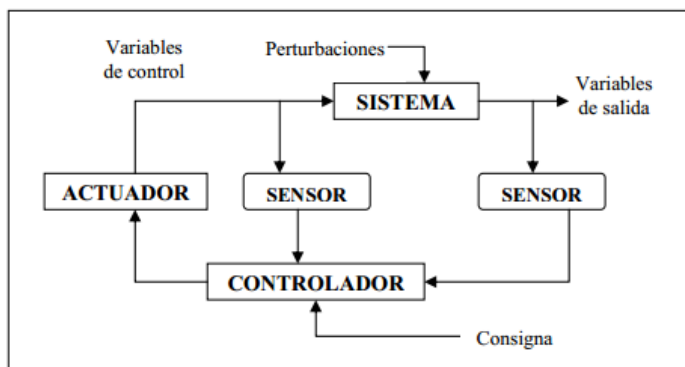 Variables
de control
Perturbaciones
SISTEMA
Variables
de salida
ACTUADOR
SENSOR
SENSOR
CONTROLADOR
Consigna